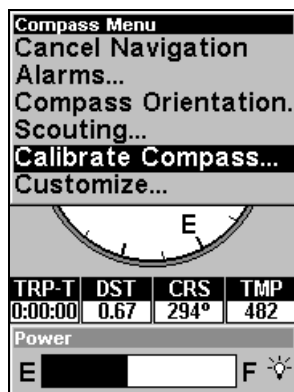 Compass Menu
Cancel Navigation
Alarms...
Compass Orientation.
Scouting...
Calibrate Compass...
Customize...
E
TRP-T DST CRS TMP
0:00:00 0.67 294º 482
Power
E F